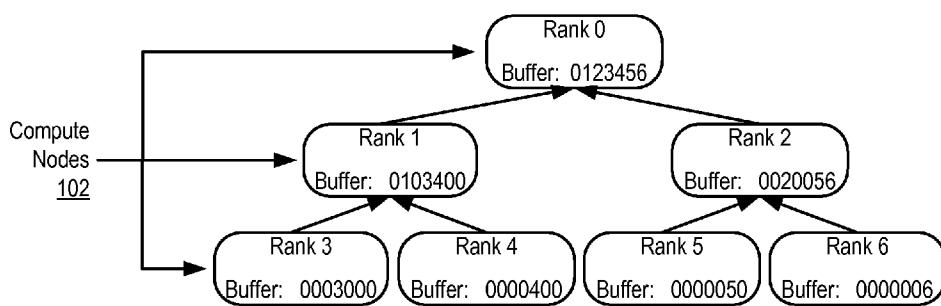 Rank 0
Buffer: 0123456
Compute
Nodes
102
Rank 1
Buffer: 0103400
Rank 2
Buffer: 0020056
Rank 3
Buffer: 0003000
Rank 4
Buffer: 0000400
Rank 5
Buffer: 0000050
Rank 6
Buffer: 0000006